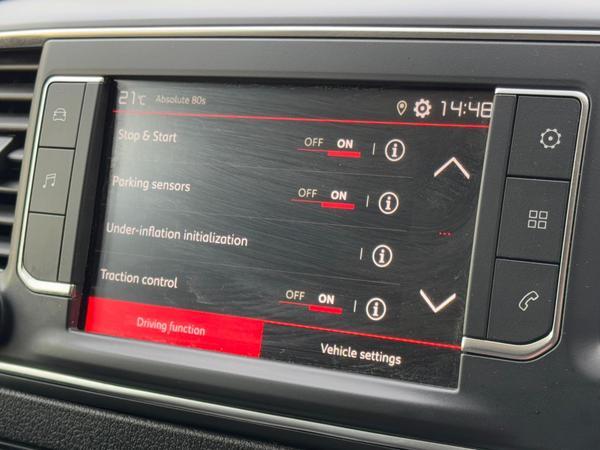 21°C Absolute 80s 14:48
Stop & Start OFF ON
Parking sensors OFF ON
Under-inflation initialization
Traction control OFF ON
Driving function Vehicle settings